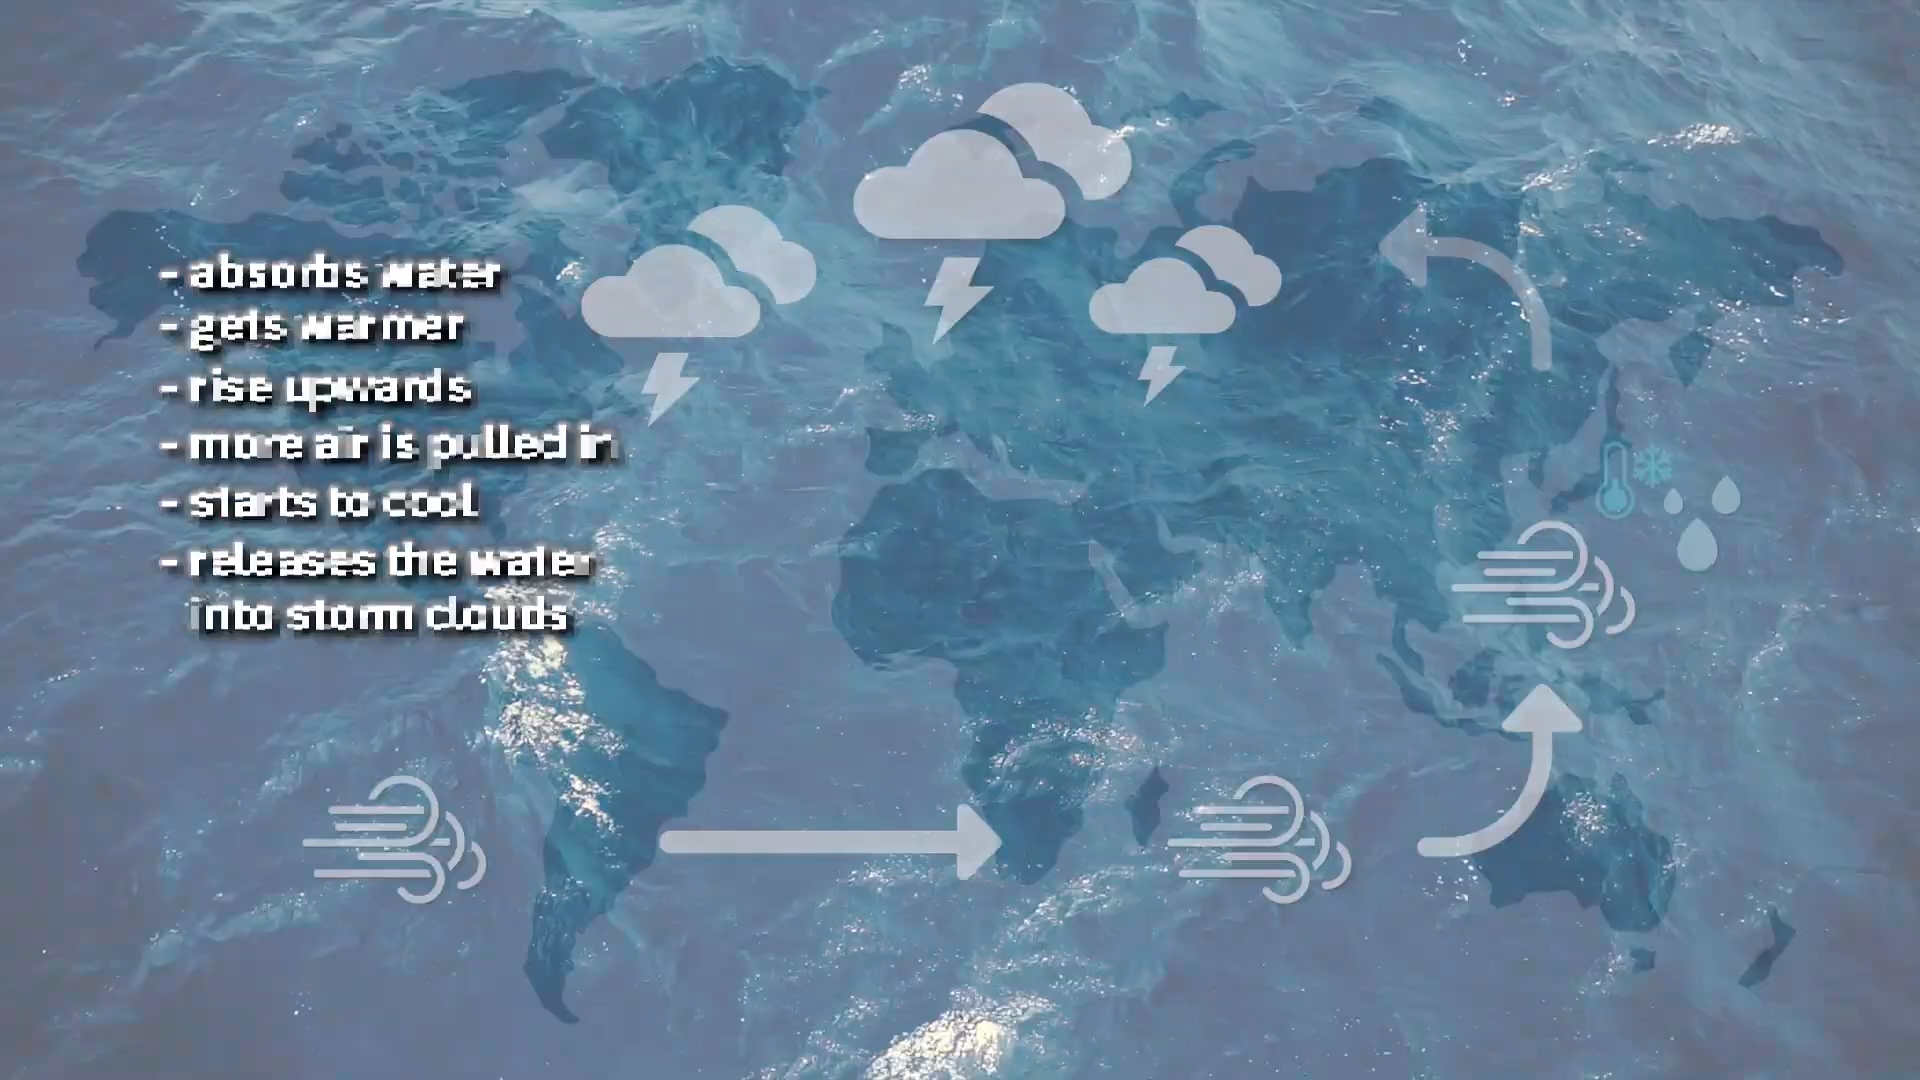 - absorbs water
- gets warmer
- rise upwards
- more air is pulled in
- starts to cool
- releases the water
into storm clouds